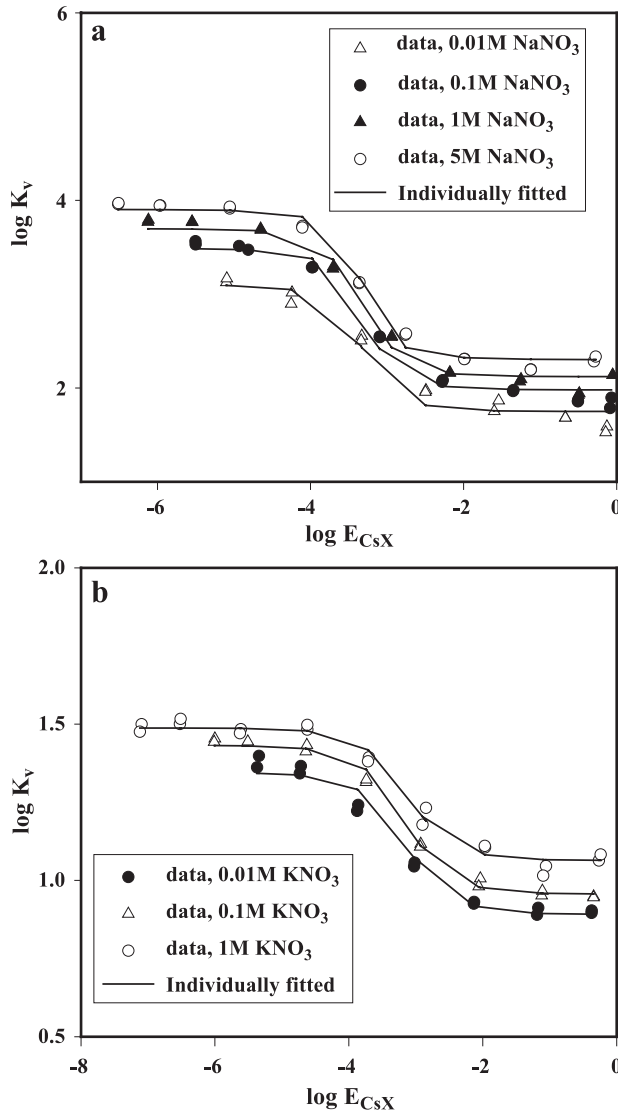 a
6
4
2
log Kᵥ
data, 0.01M NaNO₃
data, 0.1M NaNO₃
data, 1M NaNO₃
data, 5M NaNO₃
Individually fitted
-6 -4 -2 0
log E_CsX
b
2.0
1.5
1.0
0.5
log Kᵥ
data, 0.01M KNO₃
data, 0.1M KNO₃
data, 1M KNO₃
Individually fitted
-8 -6 -4 -2 0
log E_CsX